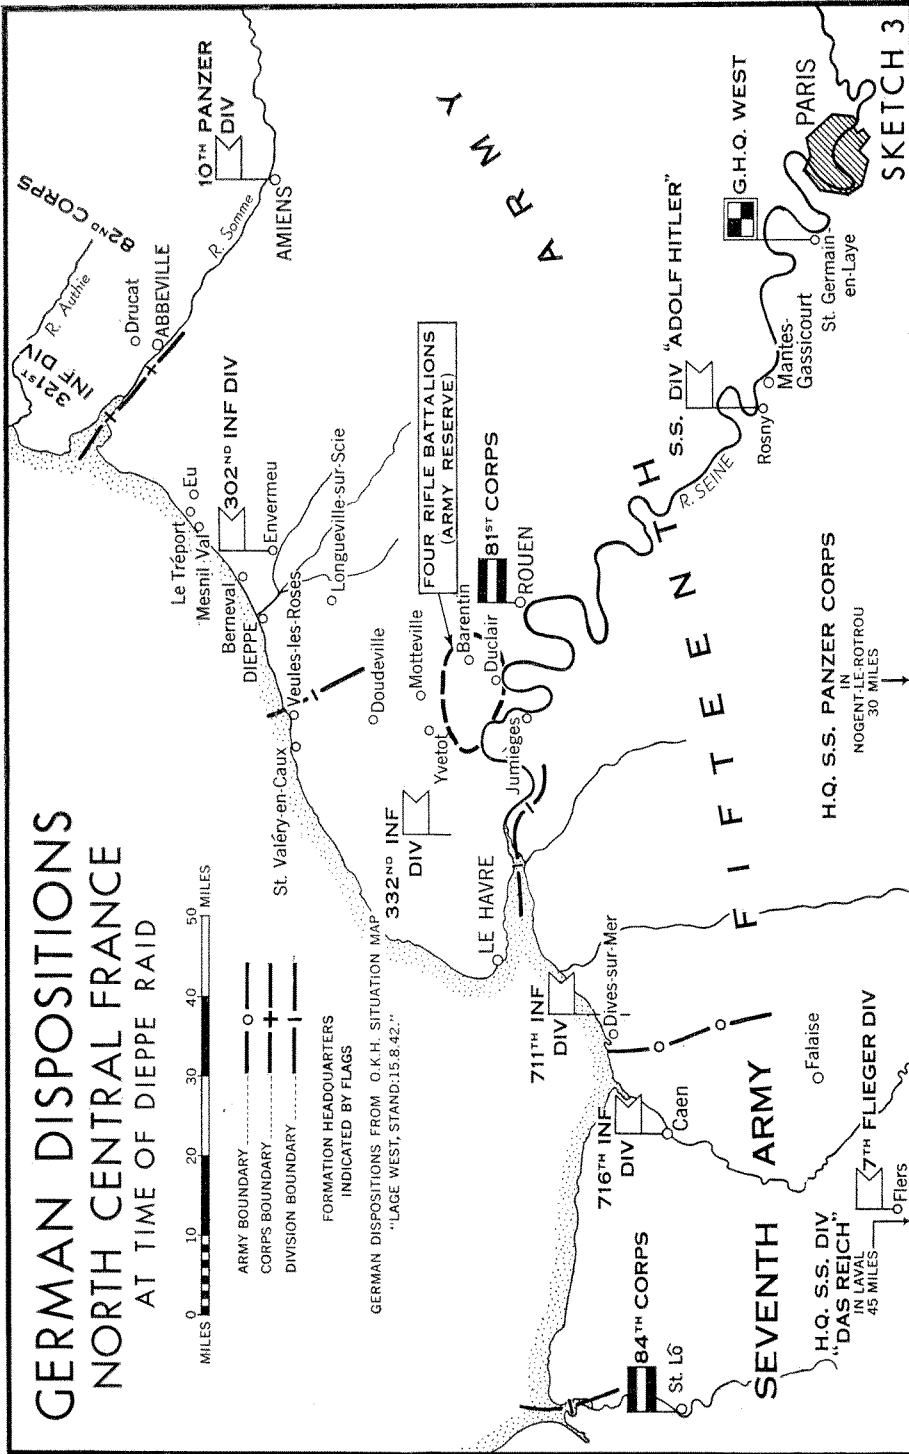 GERMAN DISPOSITIONS
NORTH CENTRAL FRANCE
AT TIME OF DIEPPE RAID
MILES 0 10 20 30 40 50 MILES
ARMY BOUNDARY
CORPS BOUNDARY
DIVISION BOUNDARY
FORMATION HEADQUARTERS
INDICATED BY FLAGS
GERMAN DISPOSITIONS FROM O.K.H. SITUATION MAP
"LAGE WEST, STAND:15.8.42."
82ND CORPS
R. Authie
321ST
INF DIV
Drucat
ABBEVILLE
R. Somme
10TH PANZER
DIV
AMIENS
Le Tréport
Eu
Mesnil Val
302ND INF DIV
Berneval
Envermeu
DIEPPE
Longueville-sur-Scie
Veules-les-Roses
St. Valéry-en-Caux
Doudeville
Motteville
Yvetot
FOUR RIFLE BATTALIONS
(ARMY RESERVE)
Barentin
81ST CORPS
Duclair
ROUEN
Jumièges
332ND INF
DIV
LE HAVRE
FIFTEENTH ARMY
S.S. DIV "ADOLF HITLER"
R. SEINE
Rosny
Mantes-
Gassicourt
G.H.Q. WEST
St. Germain-
en-Laye
PARIS
711TH INF
DIV
Dives-sur-Mer
716TH INF
DIV
Caen
Falaise
84TH CORPS
St. Lô
SEVENTH ARMY
7TH FLIEGER DIV
Flers
H.Q. S.S. DIV
"DAS REICH"
IN LAVAL
45 MILES
H.Q. S.S. PANZER CORPS
IN
NOGENT-LE-ROTROU
30 MILES
SKETCH 3